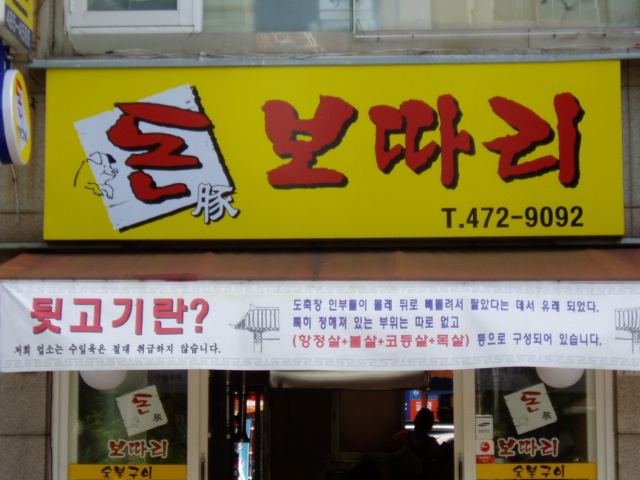 돈 보따리
豚
T.472-9092
뒷고기란?
저희 업소는 수입육은 절대 취급하지 않습니다.
도축장 인부들이 몰레 뒤로 빼돌려서 팔았다는 데서 유래 되었다.
특히 정해져 있는 부위는 따로 없고
(항정살+볼살+코등살+목살) 등으로 구성되어 있습니다.
돈 豚
보따리
숯불구이
돈 豚
보따리
숯불구이